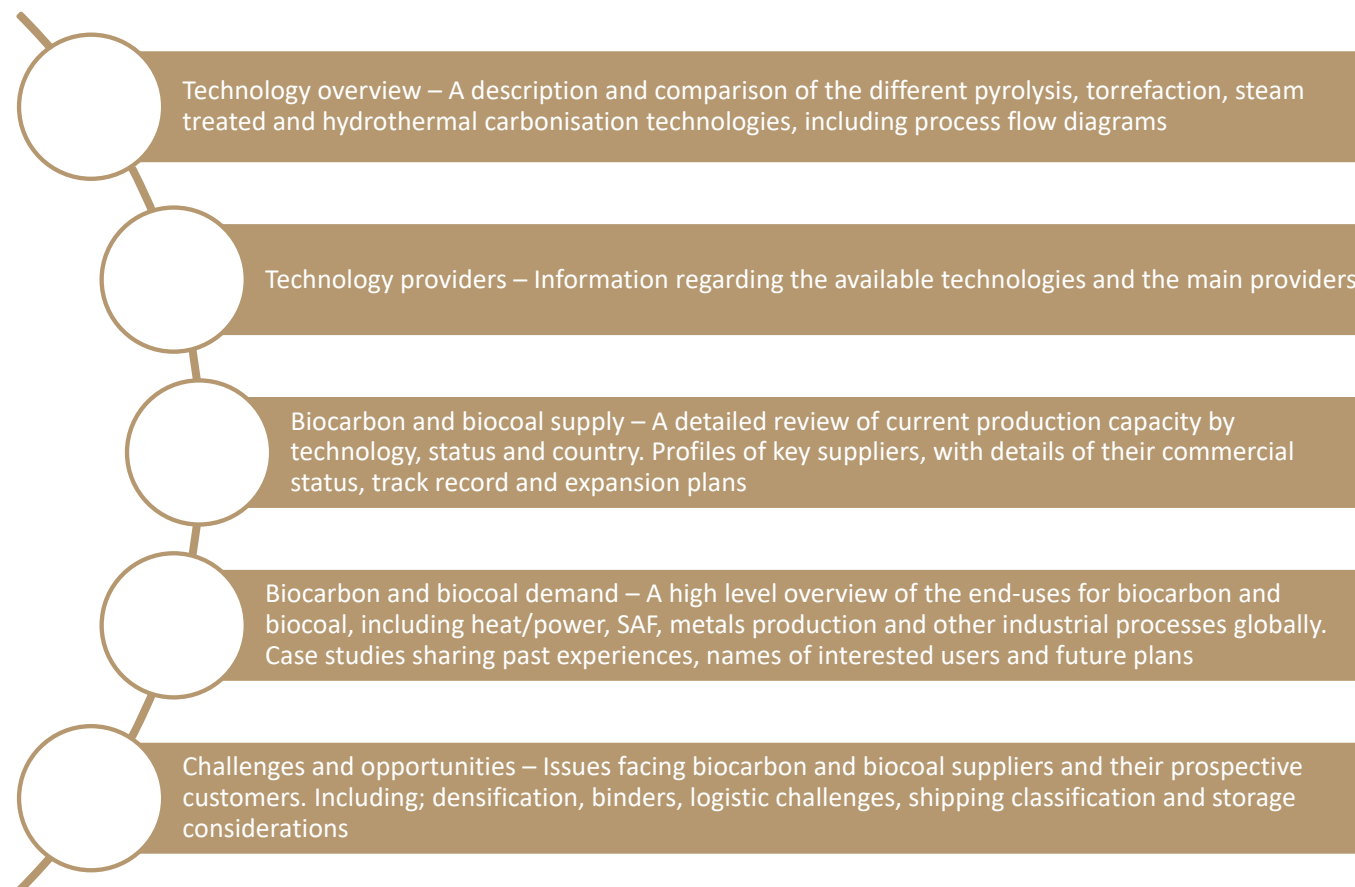 Technology overview – A description and comparison of the different pyrolysis, torrefaction, steam
treated and hydrothermal carbonisation technologies, including process flow diagrams
Technology providers – Information regarding the available technologies and the main providers
Biocarbon and biocoal supply – A detailed review of current production capacity by
technology, status and country. Profiles of key suppliers, with details of their commercial
status, track record and expansion plans
Biocarbon and biocoal demand – A high level overview of the end-uses for biocarbon and
biocoal, including heat/power, SAF, metals production and other industrial processes globally.
Case studies sharing past experiences, names of interested users and future plans
Challenges and opportunities – Issues facing biocarbon and biocoal suppliers and their prospective
customers. Including; densification, binders, logistic challenges, shipping classification and storage
considerations